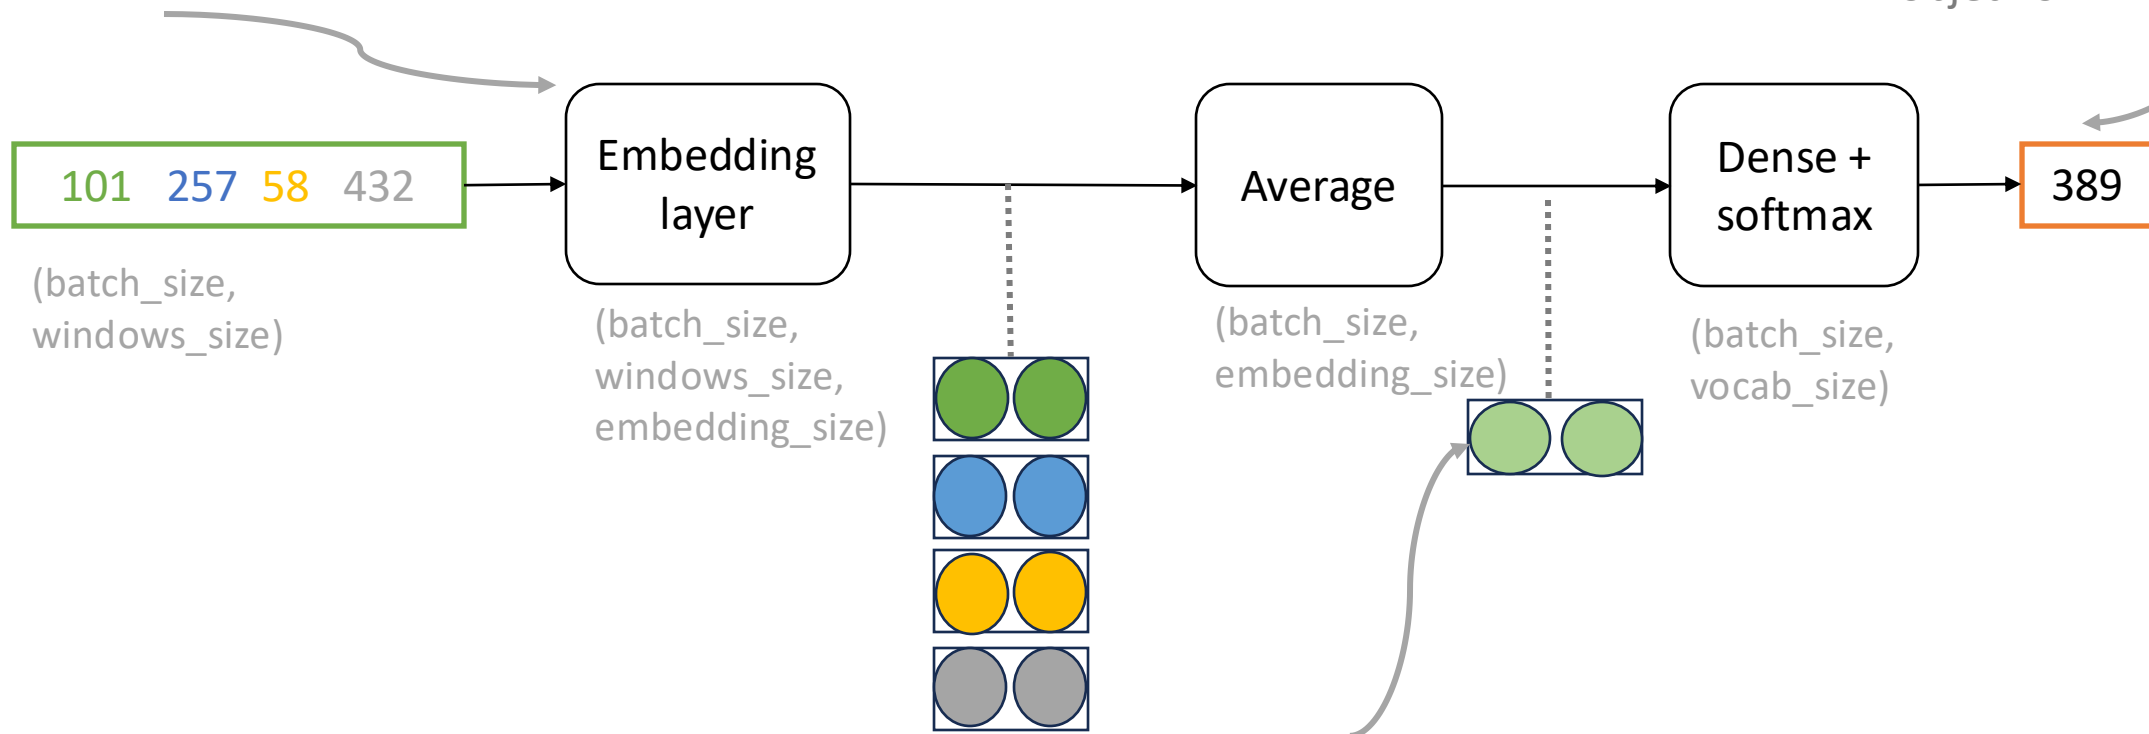 101 257 58 432
(batch_size,
windows_size)
Embedding
layer
(batch_size,
windows_size,
embedding_size)
Average
(batch_size,
embedding_size)
Dense +
softmax
(batch_size,
vocab_size)
389